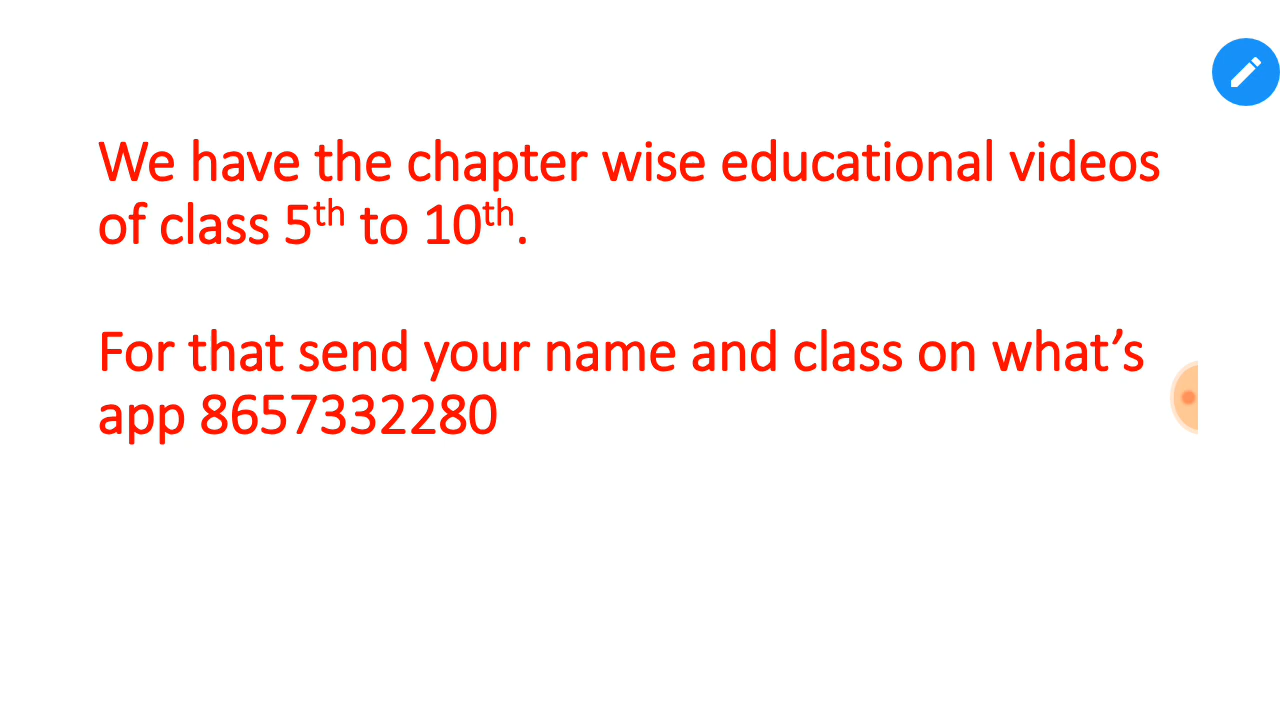 We have the chapter wise educational videos
of class 5th to 10th.
For that send your name and class on what’s
app 8657332280